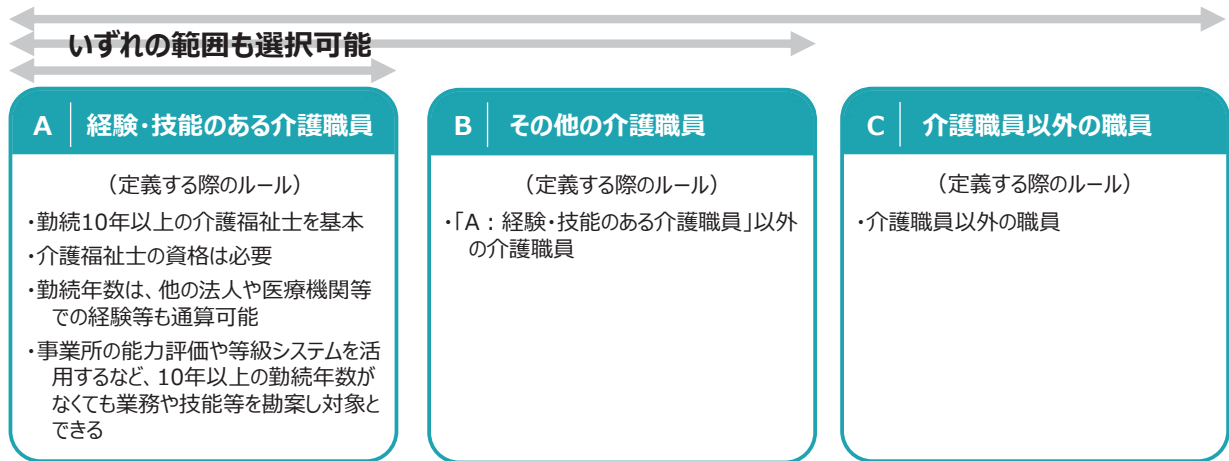 いずれの範囲も選択可能
A 経験・技能のある介護職員
(定義する際のルール)
・勤続10年以上の介護福祉士を基本
・介護福祉士の資格は必要
・勤続年数は、他の法人や医療機関等
での経験等も通算可能
・事業所の能力評価や等級システムを活
用するなど、10年以上の勤続年数が
なくても業務や技能等を勘案し対象と
できる
B その他の介護職員
(定義する際のルール)
・「A:経験・技能のある介護職員」以外
の介護職員
C 介護職員以外の職員
(定義する際のルール)
・介護職員以外の職員